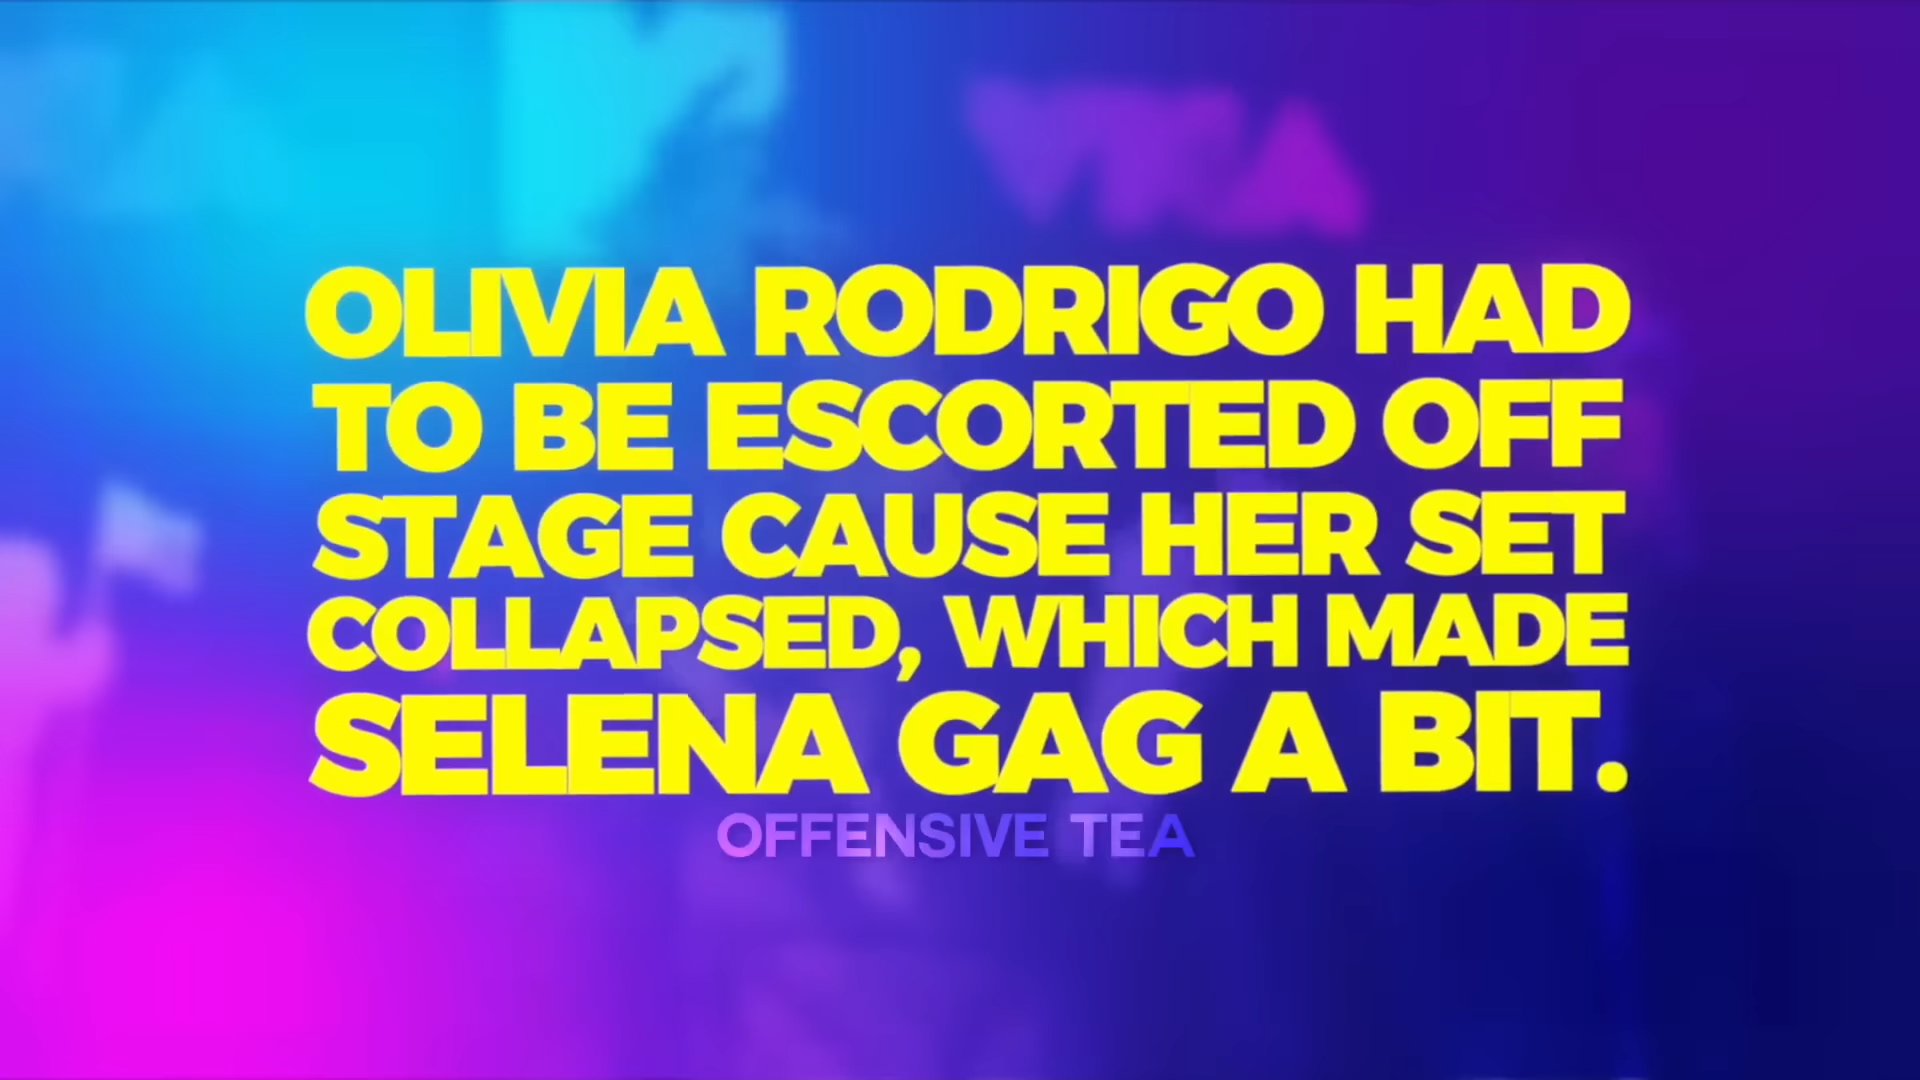 VMA
OLIVIA RODRIGO HAD
TO BE ESCORTED OFF
STAGE CAUSE HER SET
COLLAPSED, WHICH MADE
SELENA GAG A BIT.
OFFENSIVE TEA